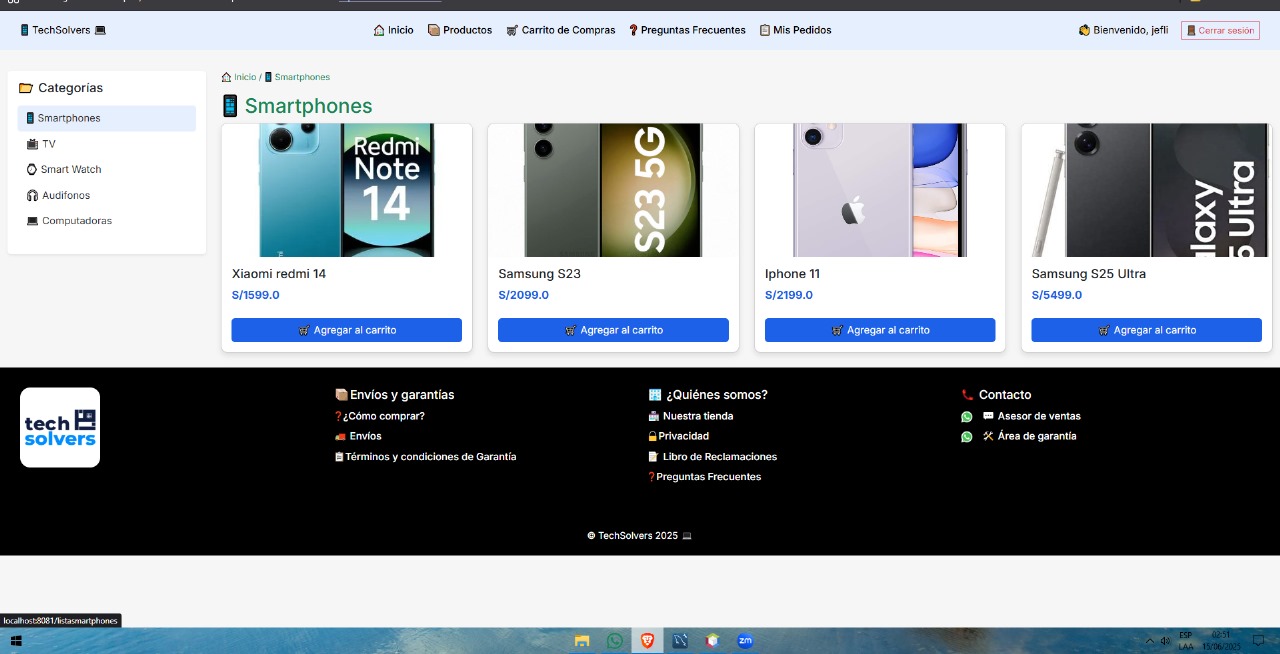 TechSolvers
Inicio
Productos
Carrito de Compras
Preguntas Frecuentes
Mis Pedidos
Bienvenido, jefli
Cerrar sesión
Categorías
Smartphones
TV
Smart Watch
Audifonos
Computadoras
Inicio / Smartphones
Smartphones
Redmi
Note
14
S23 5G
Ultra
Xiaomi redmi 14
S/1599.0
Agregar al carrito
Samsung S23
S/2099.0
Agregar al carrito
Iphone 11
S/2199.0
Agregar al carrito
Samsung S25 Ultra
S/5499.0
Agregar al carrito
tech
solvers
Envíos y garantías
¿Cómo comprar?
Envíos
Términos y condiciones de Garantía
¿Quiénes somos?
Nuestra tienda
Privacidad
Libro de Reclamaciones
Preguntas Frecuentes
Contacto
Asesor de ventas
Área de garantía
© TechSolvers 2025
localhost:8081/listasmartphones
zm
ESP
LAA
02:51
15/06/2025